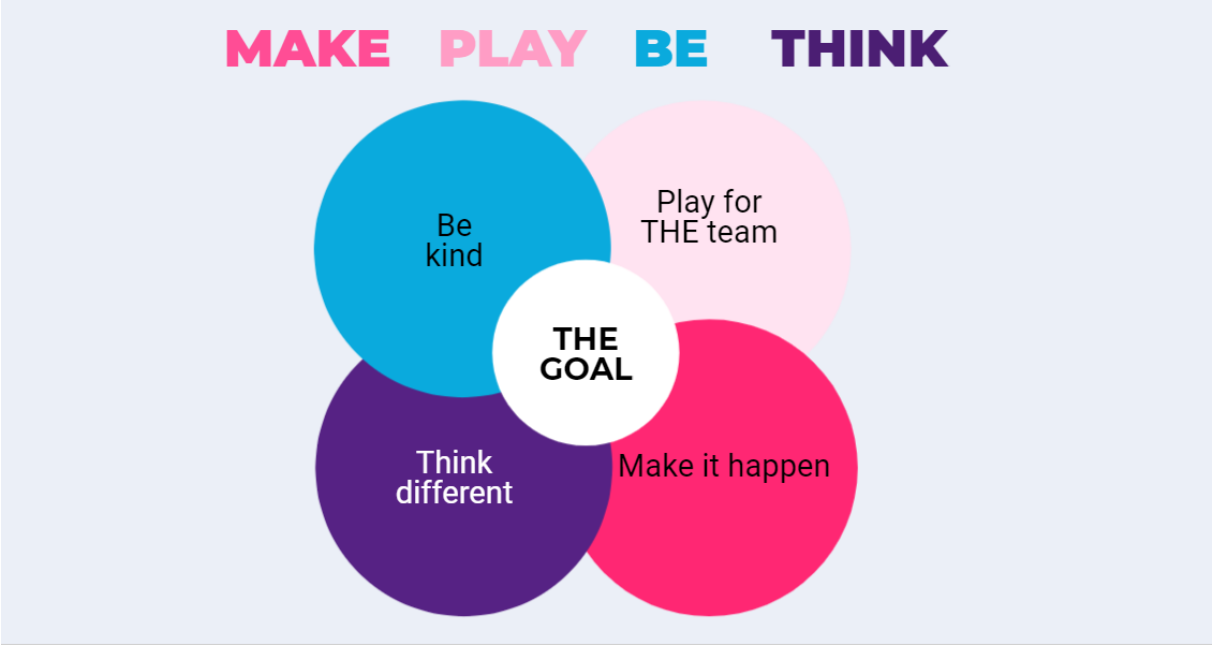 MAKE PLAY BE THINK
Be
kind
Play for
THE team
THE
GOAL
Think
different
Make it happen